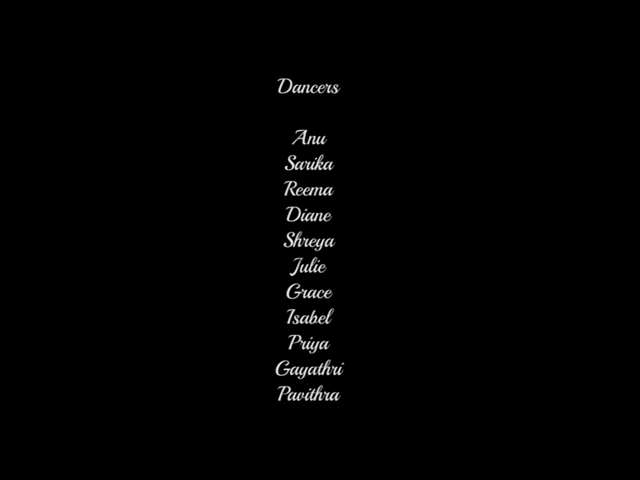 Dancers
Anu
Sarika
Reema
Diane
Shreya
Julie
Grace
Isabel
Priya
Gayathri
Pavithra